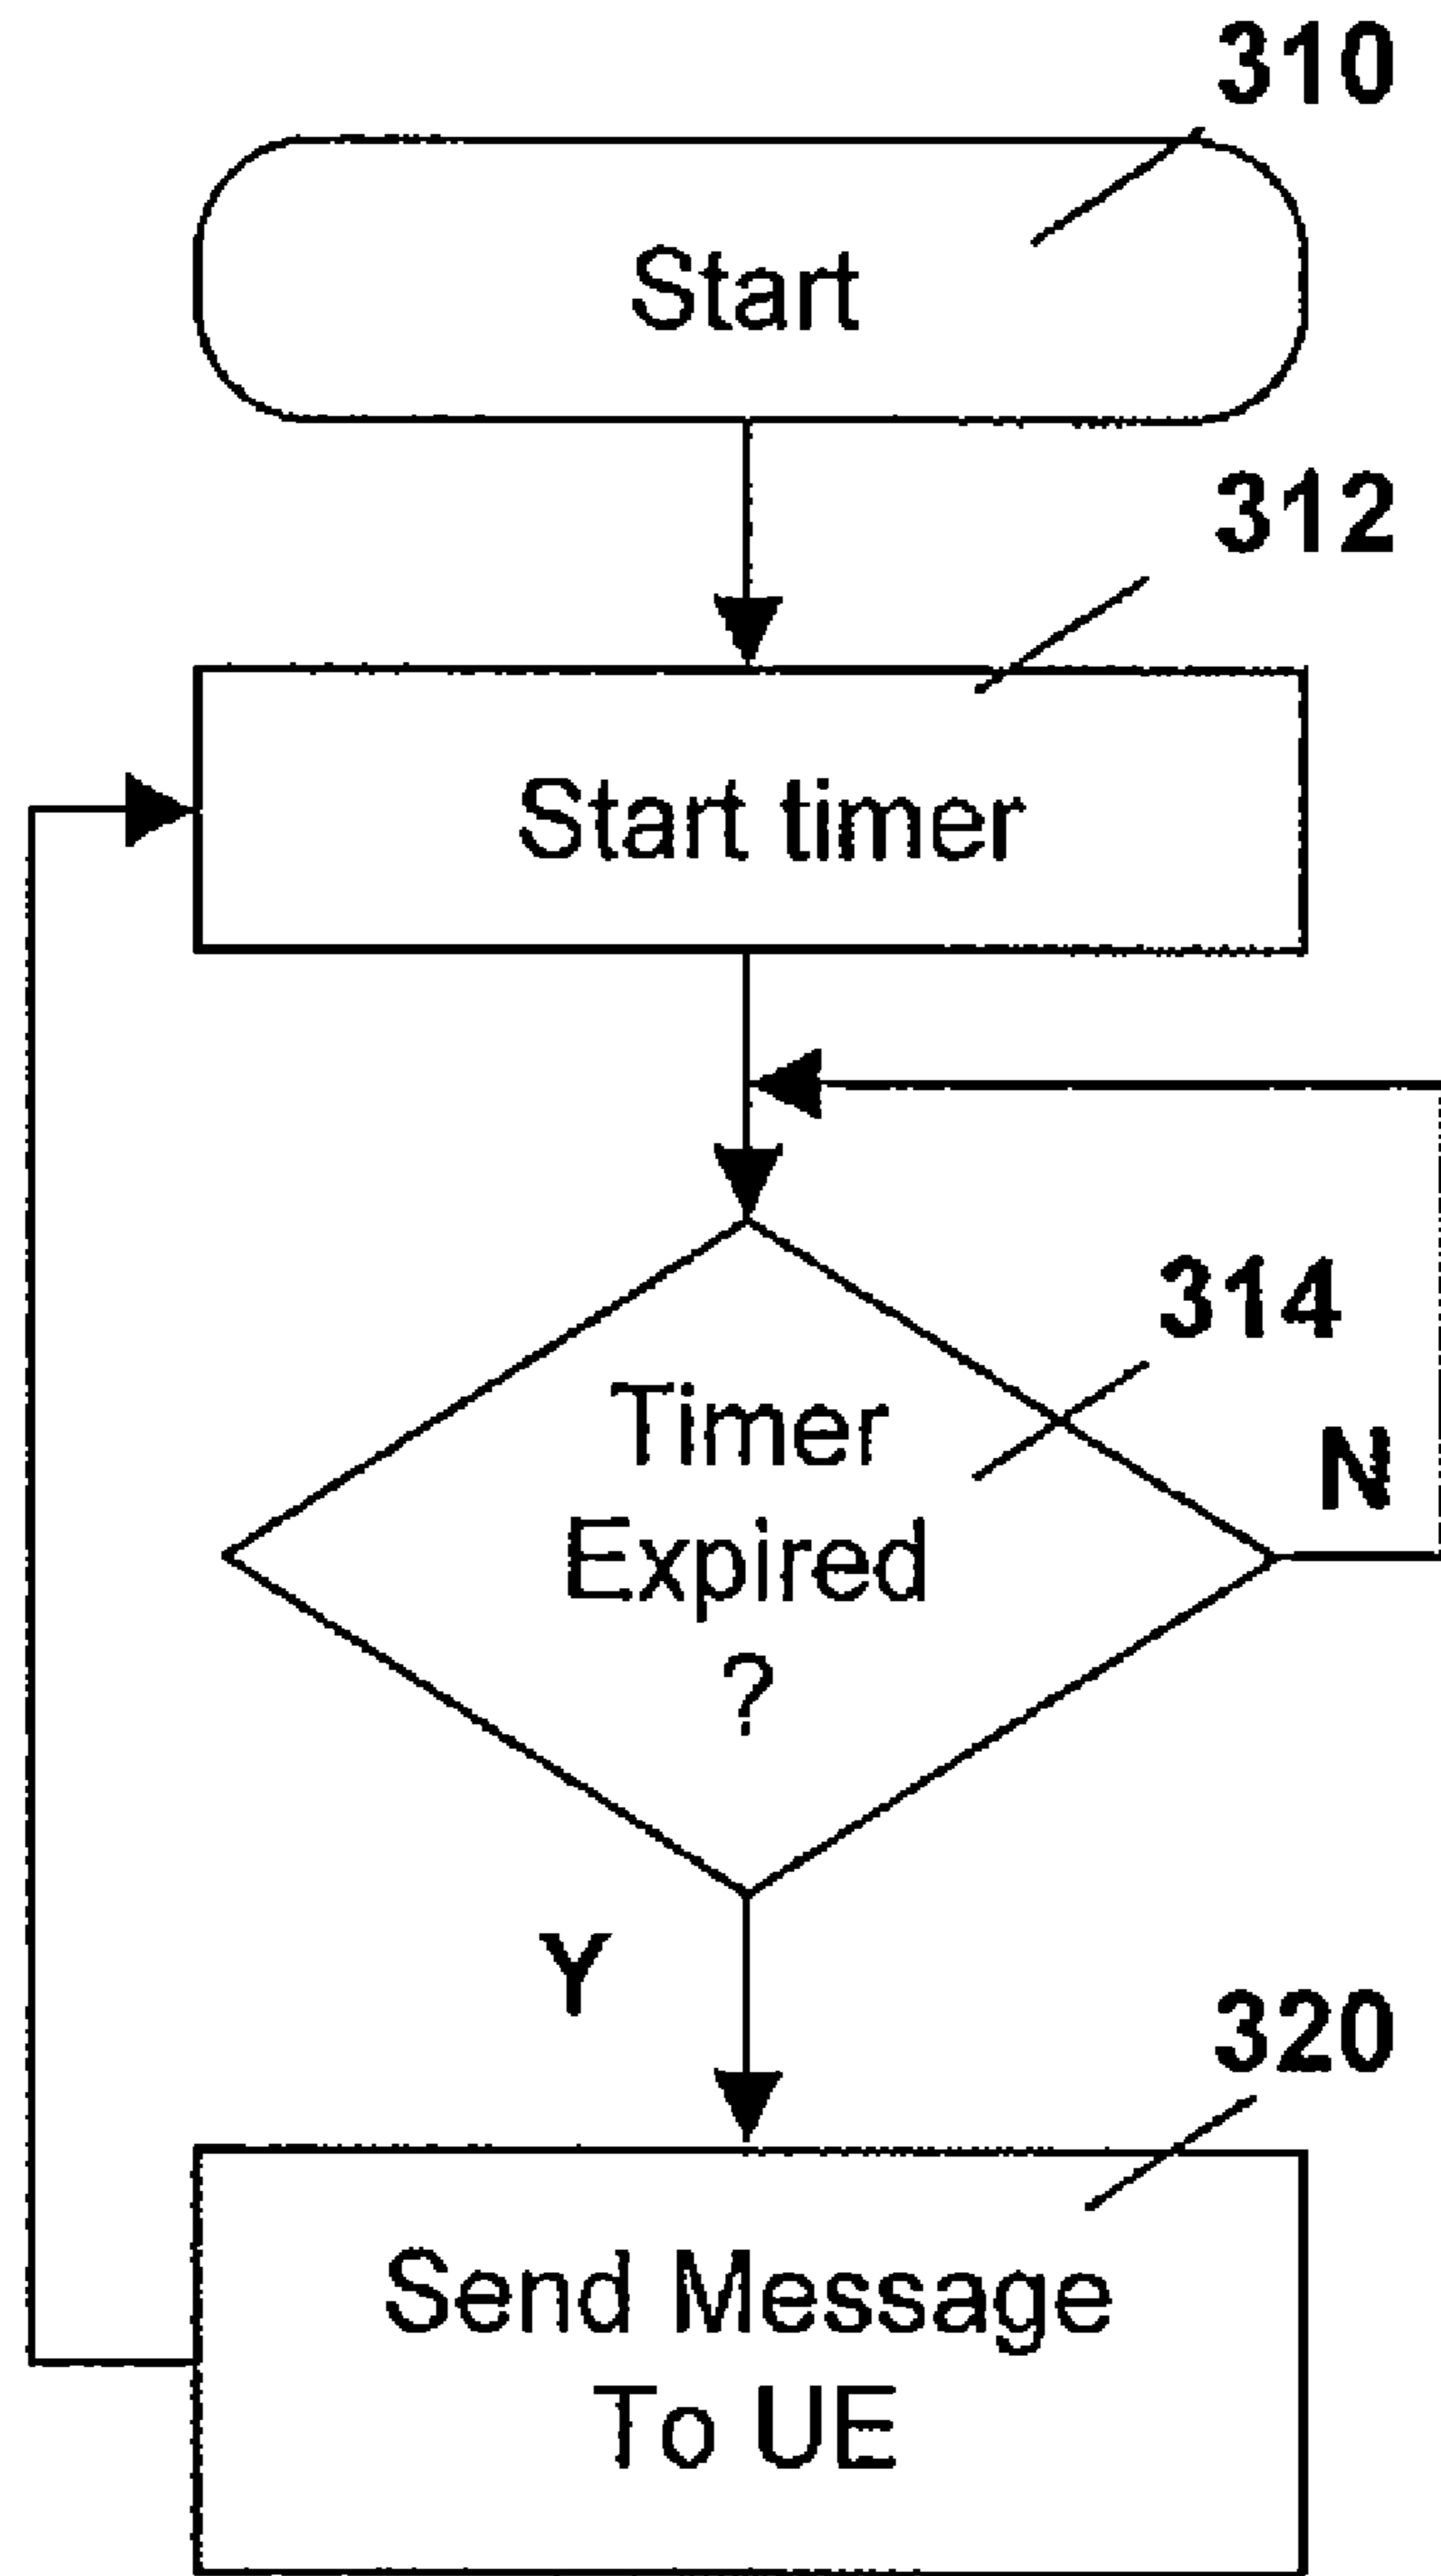 310
Start
312
Start timer
314
Timer
Expired
?
N
Y
320
Send Message
To UE